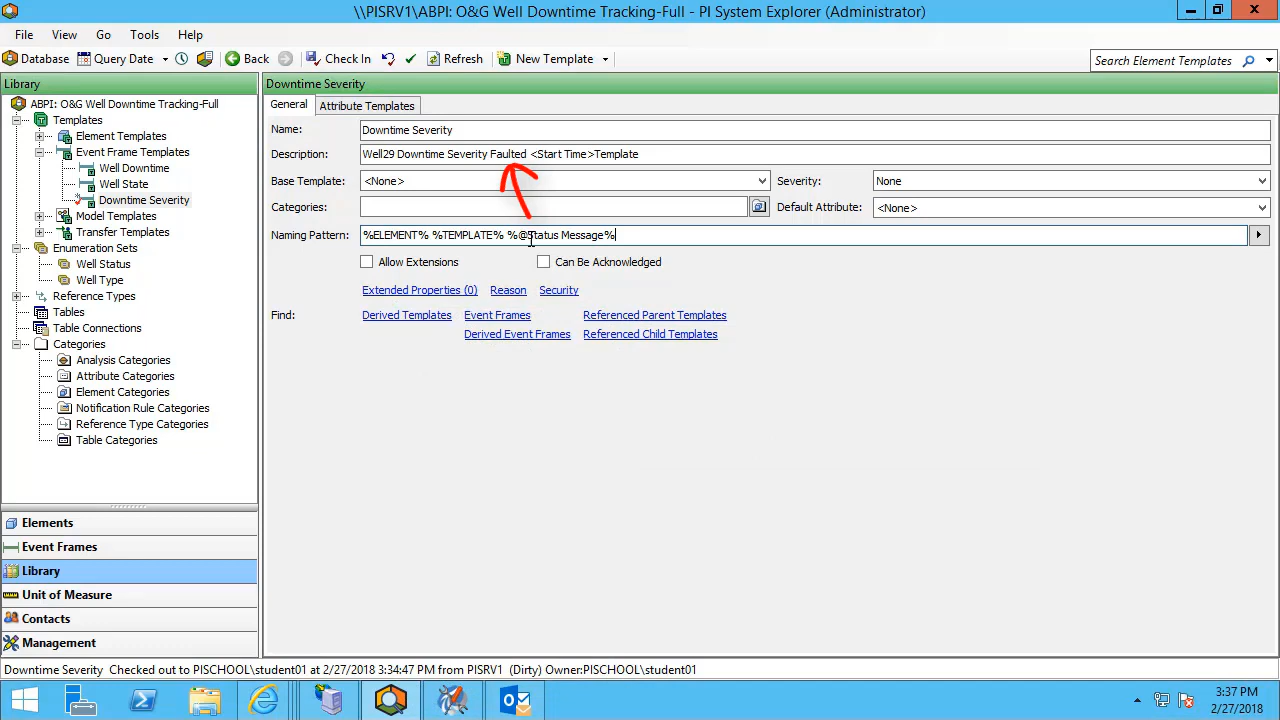 \\PISRV1\ABPI: O&G Well Downtime Tracking-Full - PI System Explorer (Administrator)
File View Go Tools Help
Database Query Date Back Check In Refresh New Template Search Element Templates
Library
ABPI: O&G Well Downtime Tracking-Full
Templates
Element Templates
Event Frame Templates
Well Downtime
Well State
Downtime Severity
Model Templates
Transfer Templates
Enumeration Sets
Well Status
Well Type
Reference Types
Tables
Table Connections
Categories
Analysis Categories
Attribute Categories
Element Categories
Notification Rule Categories
Reference Type Categories
Table Categories
Elements
Event Frames
Library
Unit of Measure
Contacts
Management
Downtime Severity
General Attribute Templates
Name: Downtime Severity
Description: Well29 Downtime Severity Faulted <Start Time>Template
Base Template: <None> Severity: None
Categories: Default Attribute: <None>
Naming Pattern: %ELEMENT% %TEMPLATE% %@Status Message%
Allow Extensions Can Be Acknowledged
Extended Properties (0) Reason Security
Find: Derived Templates Event Frames Referenced Parent Templates
Derived Event Frames Referenced Child Templates
Downtime Severity Checked out to PISCHOOL\student01 at 2/27/2018 3:34:47 PM from PISRV1 (Dirty) Owner:PISCHOOL\student01
3:37 PM
2/27/2018